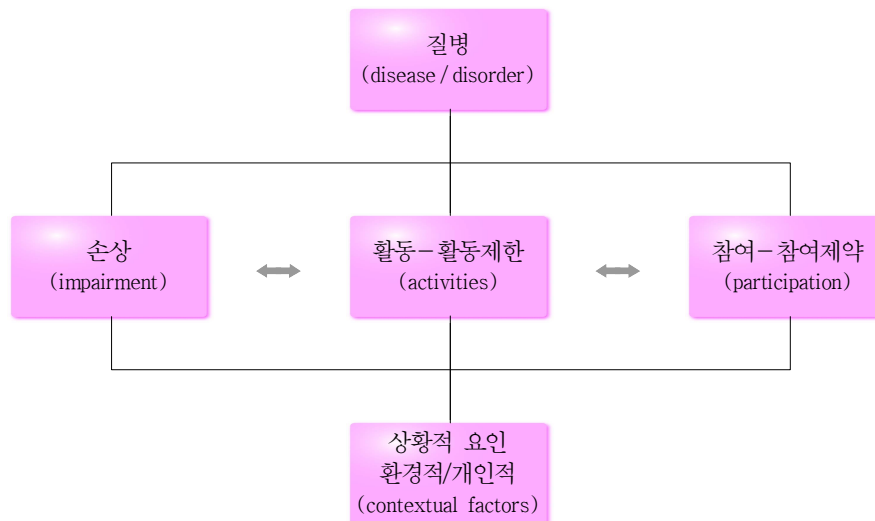 질병
(disease / disorder)
손상
(impairment)
활동-활동제한
(activities)
참여-참여제약
(participation)
상황적 요인
환경적/개인적
(contextual factors)